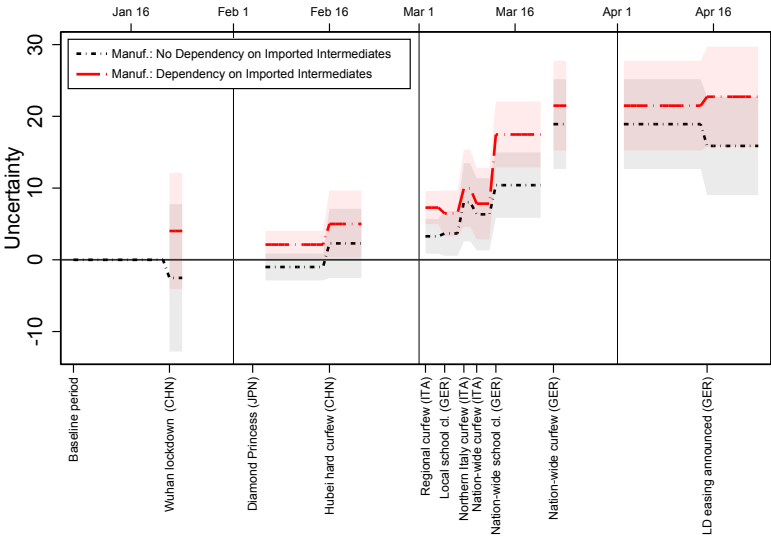 Jan 16
Feb 1
Feb 16
Mar 1
Mar 16
Apr 1
Apr 16
Manuf.: No Dependency on Imported Intermediates
Manuf.: Dependency on Imported Intermediates
Uncertainty
30
20
10
0
-10
Baseline period
Wuhan lockdown (CHN)
Diamond Princess (JPN)
Hubei hard curfew (CHN)
Regional curfew (ITA)
Local school cl. (GER)
Northern Italy curfew (ITA)
Nation-wide curfew (ITA)
Nation-wide school cl. (GER)
Nation-wide curfew (GER)
LD easing announced (GER)